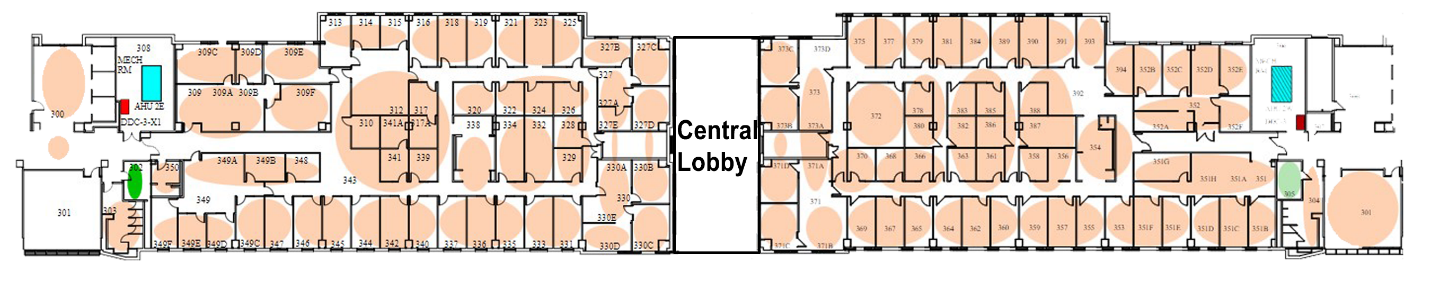 313 314 315 316 318 319 321 323 325
375 377 379 381 384 389 390 391 393
308 309C 309D 309E 327B 327C 373C 373D
MECH
RM
394 352B 352C 352D 352E
327
300 309 309A 309B 309F 373
AHU 2E
DDC-3-X1
312 317 320 322 324 326 327A 372 378 383 385 388 392 352
310 341A 317A 338 334 332 328 327E 327D 373B 373A 380 382 386 387 352A 352F
Central
Lobby
341 339 329 354
302 350 349A 349B 348 330A 330B 371D 371A 370 368 366 363 361 358 356 351G
343
301 303 349 330 371 351H 351A 351 305 304 301
330E
349F 349E 349D 349C 347 346 345 344 342 340 337 336 335 333 331 330D 330C
371C 371B 369 367 365 364 362 360 359 357 355 353 351F 351E 351D 351C 351B